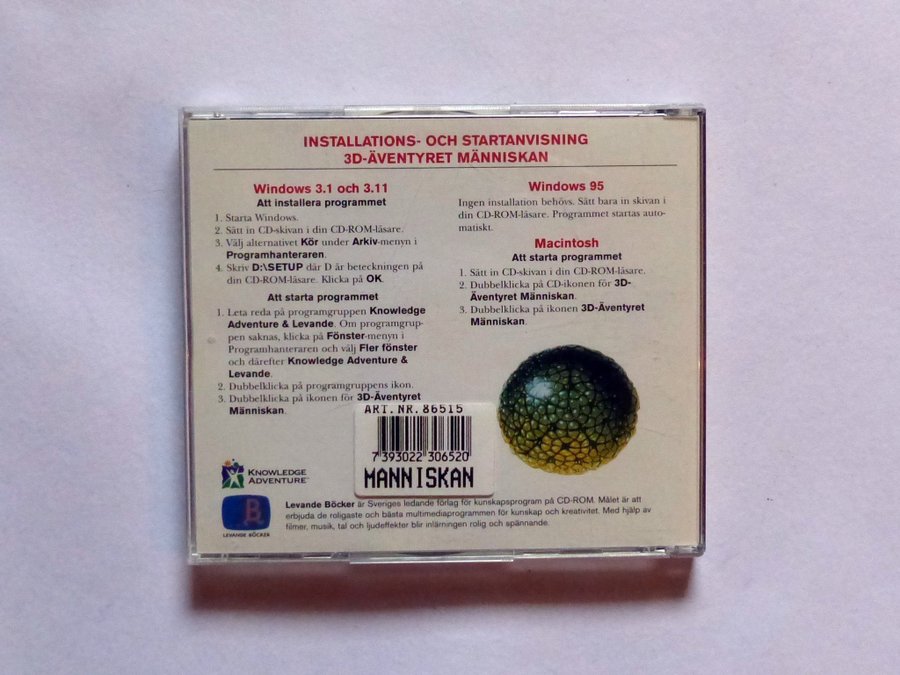 INSTALLATIONS- OCH STARTANVISNING
3D-ÄVENTYRET MÄNNISKAN
Windows 3.1 och 3.11
Att installera programmet
1. Starta Windows.
2. Sätt in CD-skivan i din CD-ROM-läsare.
3. Välj alternativet Kör under Arkiv-menyn i
Programhanteraren.
4. Skriv D:\SETUP där D är beteckningen på
din CD-ROM-läsare. Klicka på OK.
Att starta programmet
1. Leta reda på programgruppen Knowledge
Adventure & Levande. Om programgrup-
pen saknas, klicka på Fönster-menyn i
Programhanteraren och välj Fler fönster
och därefter Knowledge Adventure &
Levande.
2. Dubbelklicka på programgruppens ikon.
3. Dubbelklicka på ikonen för 3D-Äventyret
Människan.
Windows 95
Ingen installation behövs. Sätt bara in skivan i
din CD-ROM-läsare. Programmet startas auto-
matiskt.
Macintosh
Att starta programmet
1. Sätt in CD-skivan i din CD-ROM-läsare.
2. Dubbelklicka på CD-ikonen för 3D-
Äventyret Människan.
3. Dubbelklicka på ikonen 3D-Äventyret
Människan.
ART.NR.86515
7 393022 306520
MANNISKAN
KNOWLEDGE
ADVENTURE™
B
LEVANDE BÖCKER
Levande Böcker är Sveriges ledande förlag för kunskapsprogram på CD-ROM. Målet är att
erbjuda de roligaste och bästa multimediaprogrammen för kunskap och kreativitet. Med hjälp av
filmer, musik, tal och ljudeffekter blir inlärningen rolig och spännande.